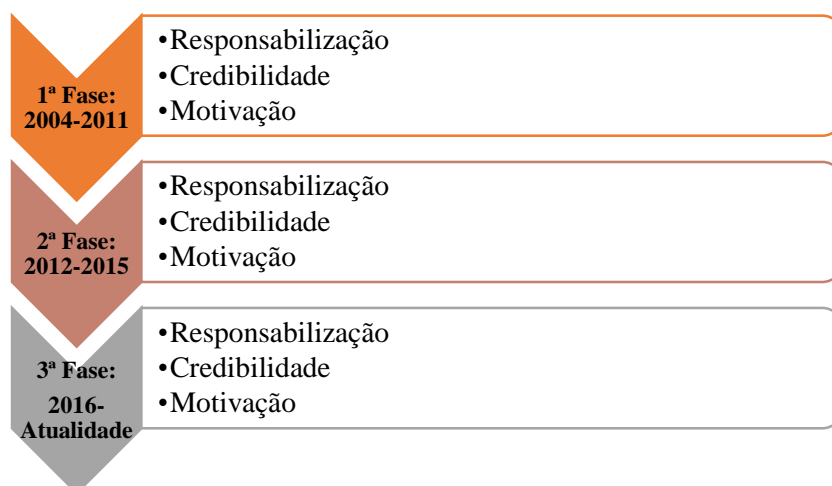 1ª Fase:
2004-2011
•Responsabilização
•Credibilidade
•Motivação
2ª Fase:
2012-2015
•Responsabilização
•Credibilidade
•Motivação
3ª Fase:
2016-
Atualidade
•Responsabilização
•Credibilidade
•Motivação